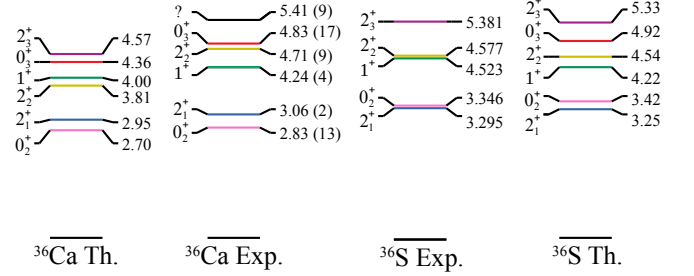 2₃⁺ 4.57
0₃⁺ 4.36
1⁺ 4.00
2₂⁺ 3.81
2₁⁺ 2.95
0₂⁺ 2.70
³⁶Ca Th.
? 5.41 (9)
0₃⁺ 4.83 (17)
2₂⁺ 4.71 (9)
1⁺ 4.24 (4)
2₁⁺ 3.06 (2)
0₂⁺ 2.83 (13)
³⁶Ca Exp.
2₃⁺ 5.381
2₂⁺ 4.577
1⁺ 4.523
0₂⁺ 3.346
2₁⁺ 3.295
³⁶S Exp.
2₃⁺ 5.33
0₃⁺ 4.92
2₂⁺ 4.54
1⁺ 4.22
0₂⁺ 3.42
2₁⁺ 3.25
³⁶S Th.